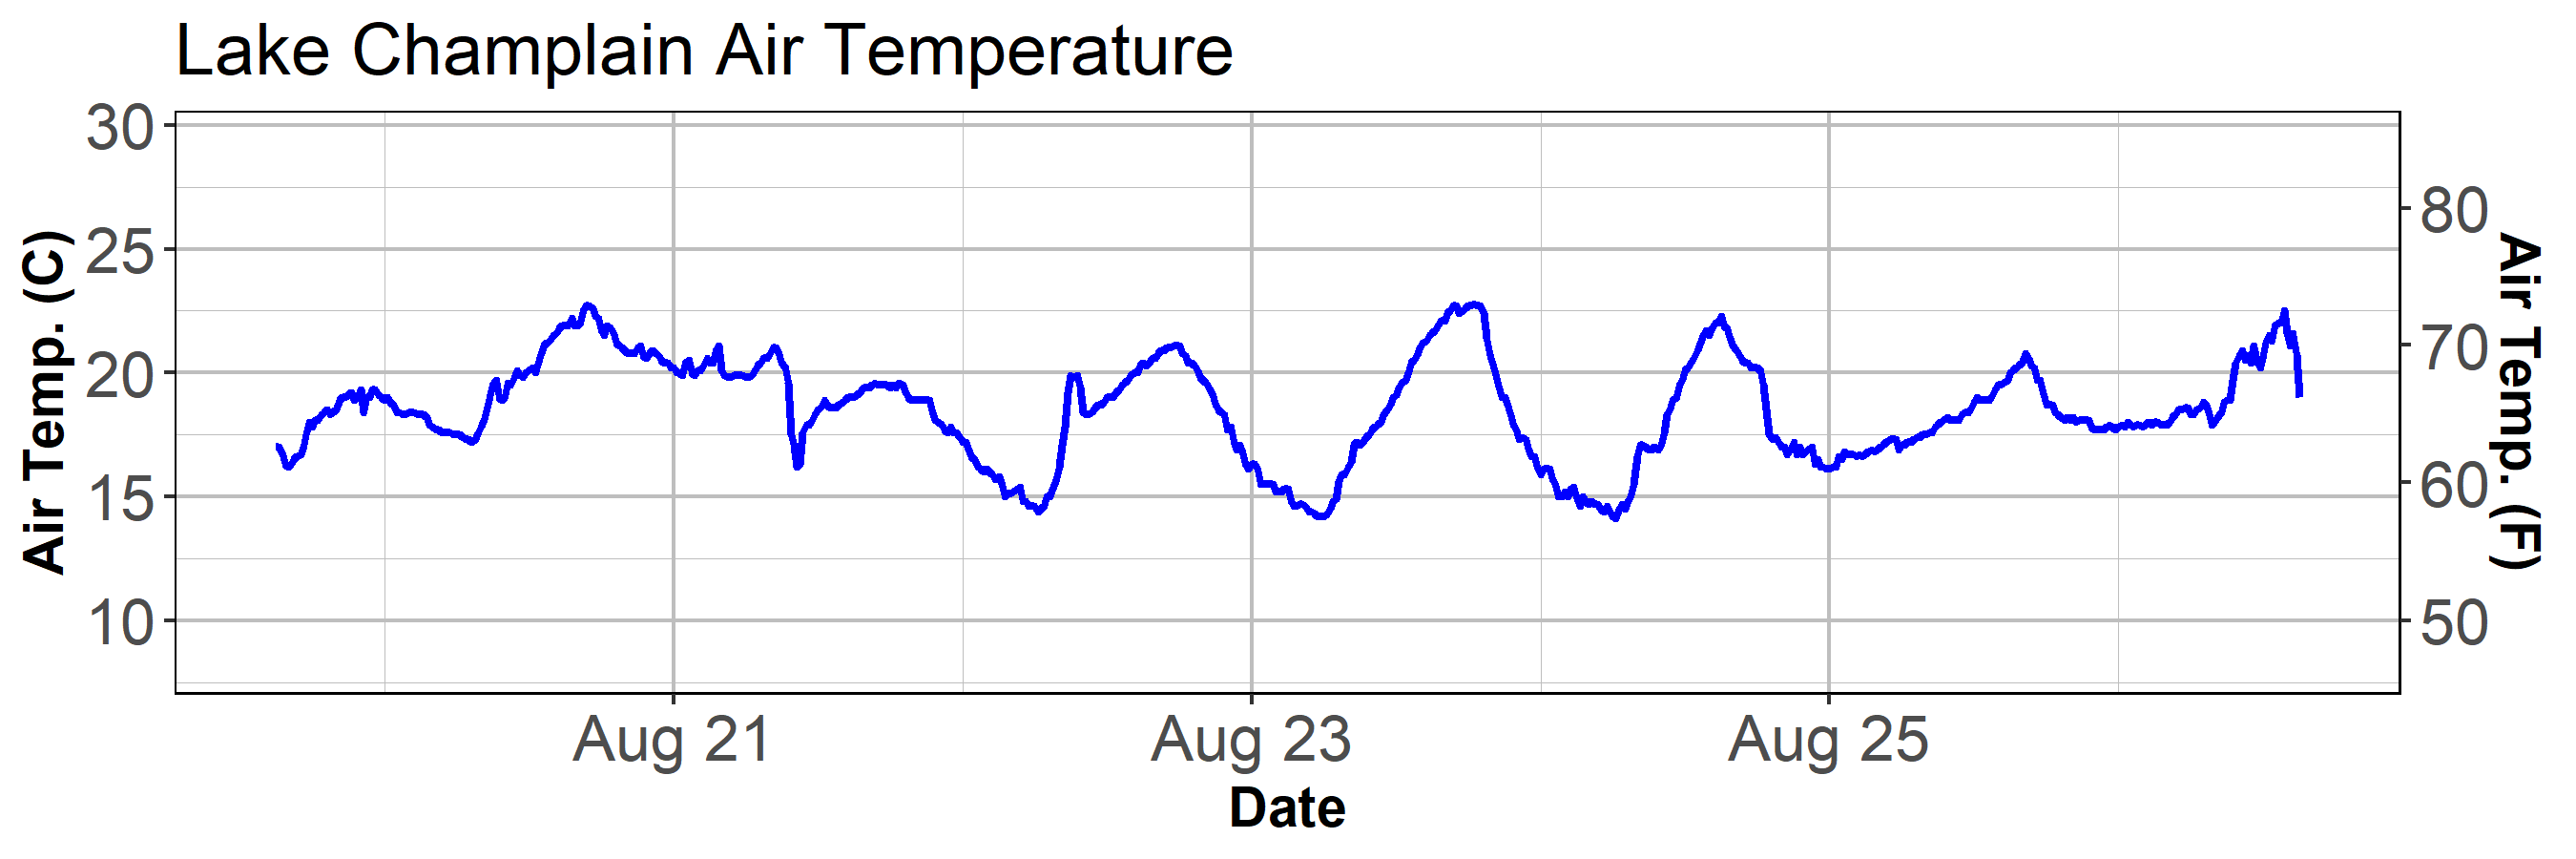 Lake Champlain Air Temperature
Air Temp. (C)
30
25
20
15
10
80
70
60
50
Air Temp. (F)
Aug 21
Aug 23
Aug 25
Date